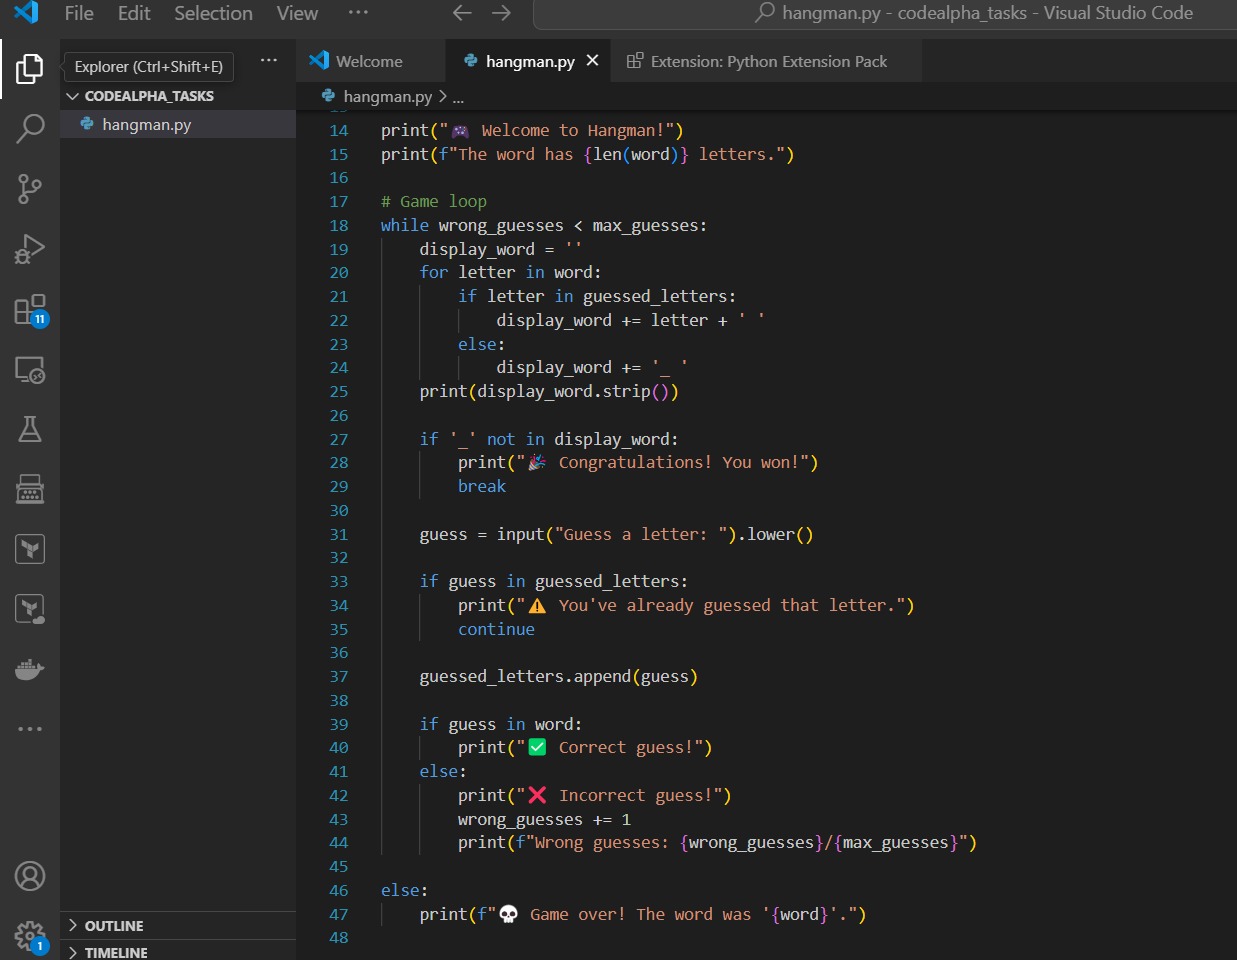 File Edit Selection View ··· hangman.py - codealpha_tasks - Visual Studio Code
Explorer (Ctrl+Shift+E) ···
Welcome hangman.py Extension: Python Extension Pack
CODEALPHA_TASKS
hangman.py
hangman.py > ...
14 print("🎮 Welcome to Hangman!")
15 print(f"The word has {len(word)} letters.")
16
17 # Game loop
18 while wrong_guesses < max_guesses:
19     display_word = ''
20     for letter in word:
21         if letter in guessed_letters:
22             display_word += letter + ' '
23         else:
24             display_word += '_ '
25     print(display_word.strip())
26
27     if '_' not in display_word:
28         print("🎉 Congratulations! You won!")
29         break
30
31     guess = input("Guess a letter: ").lower()
32
33     if guess in guessed_letters:
34         print("⚠️ You've already guessed that letter.")
35         continue
36
37     guessed_letters.append(guess)
38
39     if guess in word:
40         print("✅ Correct guess!")
41     else:
42         print("❌ Incorrect guess!")
43         wrong_guesses += 1
44         print(f"Wrong guesses: {wrong_guesses}/{max_guesses}")
45
46 else:
47     print(f"💀 Game over! The word was '{word}'.")
48
11
1
OUTLINE
TIMELINE